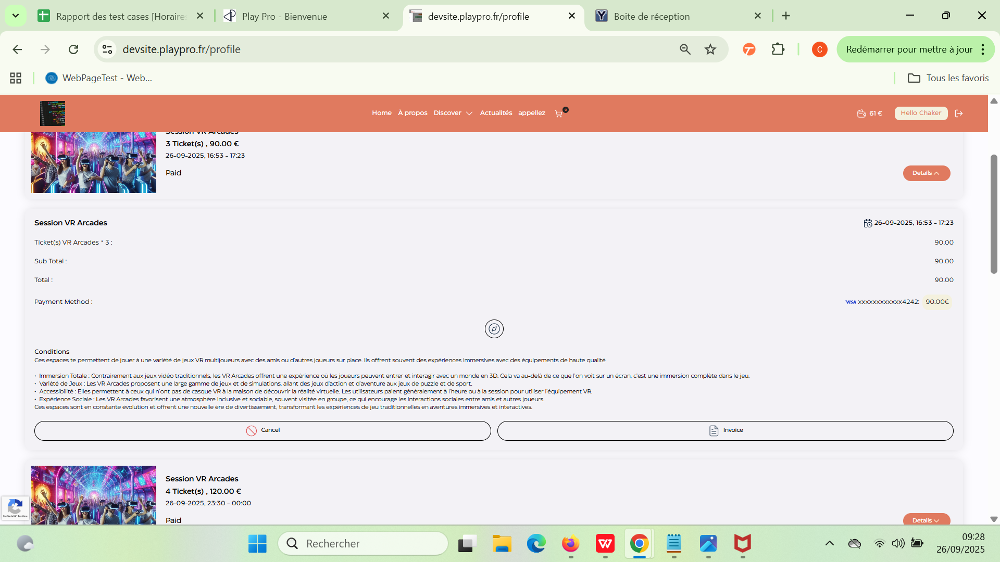 Rapport des test cases [Horaires
Play Pro - Bienvenue
devsite.playpro.fr/profile
Boite de réception
devsite.playpro.fr/profile
C
Redémarrer pour mettre à jour
WebPageTest - Web...
Tous les favoris
Home
À propos
Discover
Actualités
appellez
0
61 €
Hello Chaker
Session VR Arcades
3 Ticket(s) , 90.00 €
26-09-2025, 16:53 - 17:23
Paid
Details
Session VR Arcades
26-09-2025, 16:53 - 17:23
Ticket(s) VR Arcades * 3 :
90.00
Sub Total :
90.00
Total :
90.00
Payment Method :
VISA xxxxxxxxxxxx4242: 90.00€
Conditions
Ces espaces te permettent de jouer à une variété de jeux VR multijoueurs avec des amis ou d'autres joueurs sur place. Ils offrent souvent des expériences immersives avec des équipements de haute qualité
• Immersion Totale : Contrairement aux jeux vidéo traditionnels, les VR Arcades offrent une expérience où les joueurs peuvent entrer et interagir avec un monde en 3D. Cela va au-delà de ce que l'on voit sur un écran, c'est une immersion complète dans le jeu.
• Variété de Jeux : Les VR Arcades proposent une large gamme de jeux et de simulations, allant des jeux d'action et d'aventure aux jeux de puzzle et de sport.
• Accessibilité : Elles permettent à ceux qui n'ont pas de casque VR à la maison de découvrir la réalité virtuelle. Les utilisateurs paient généralement à l'heure ou à la session pour utiliser l'équipement VR.
• Expérience Sociale : Les VR Arcades favorisent une atmosphère inclusive et sociable, souvent visitée en groupe, ce qui encourage les interactions sociales entre amis et autres joueurs.
Ces espaces sont en constante évolution et offrent une nouvelle ère de divertissement, transformant les expériences de jeu traditionnelles en aventures immersives et interactives.
Cancel
Invoice
Session VR Arcades
4 Ticket(s) , 120.00 €
26-09-2025, 23:30 - 00:00
Paid
Details
Confidentialité - Conditions
Rechercher
09:28
26/09/2025